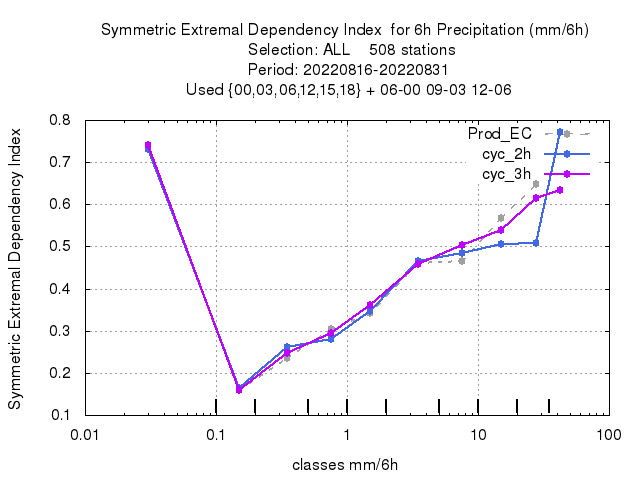 Symmetric Extremal Dependency Index  for 6h Precipitation (mm/6h)
Selection: ALL    508 stations
Period: 20220816-20220831
Used {00,03,06,12,15,18} + 06-00 09-03 12-06
Symmetric Extremal Dependency Index
0.8
0.7
0.6
0.5
0.4
0.3
0.2
0.1
Prod_EC
cyc_2h
cyc_3h
0.01 0.1 1 10 100
classes mm/6h